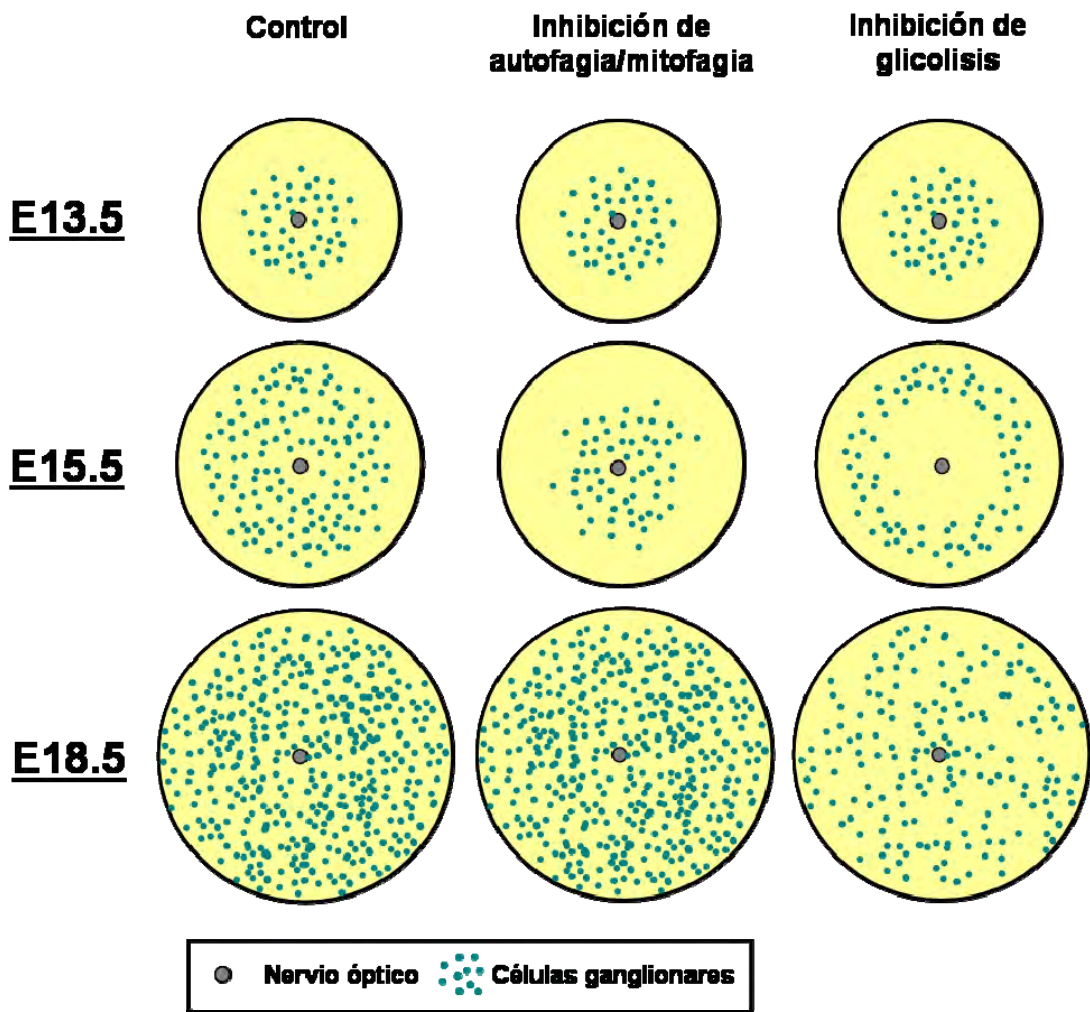 Control
Inhibición de
autofagia/mitofagia
Inhibición de
glicolisis
E13.5
E15.5
E18.5
Nervio óptico
Células ganglionares